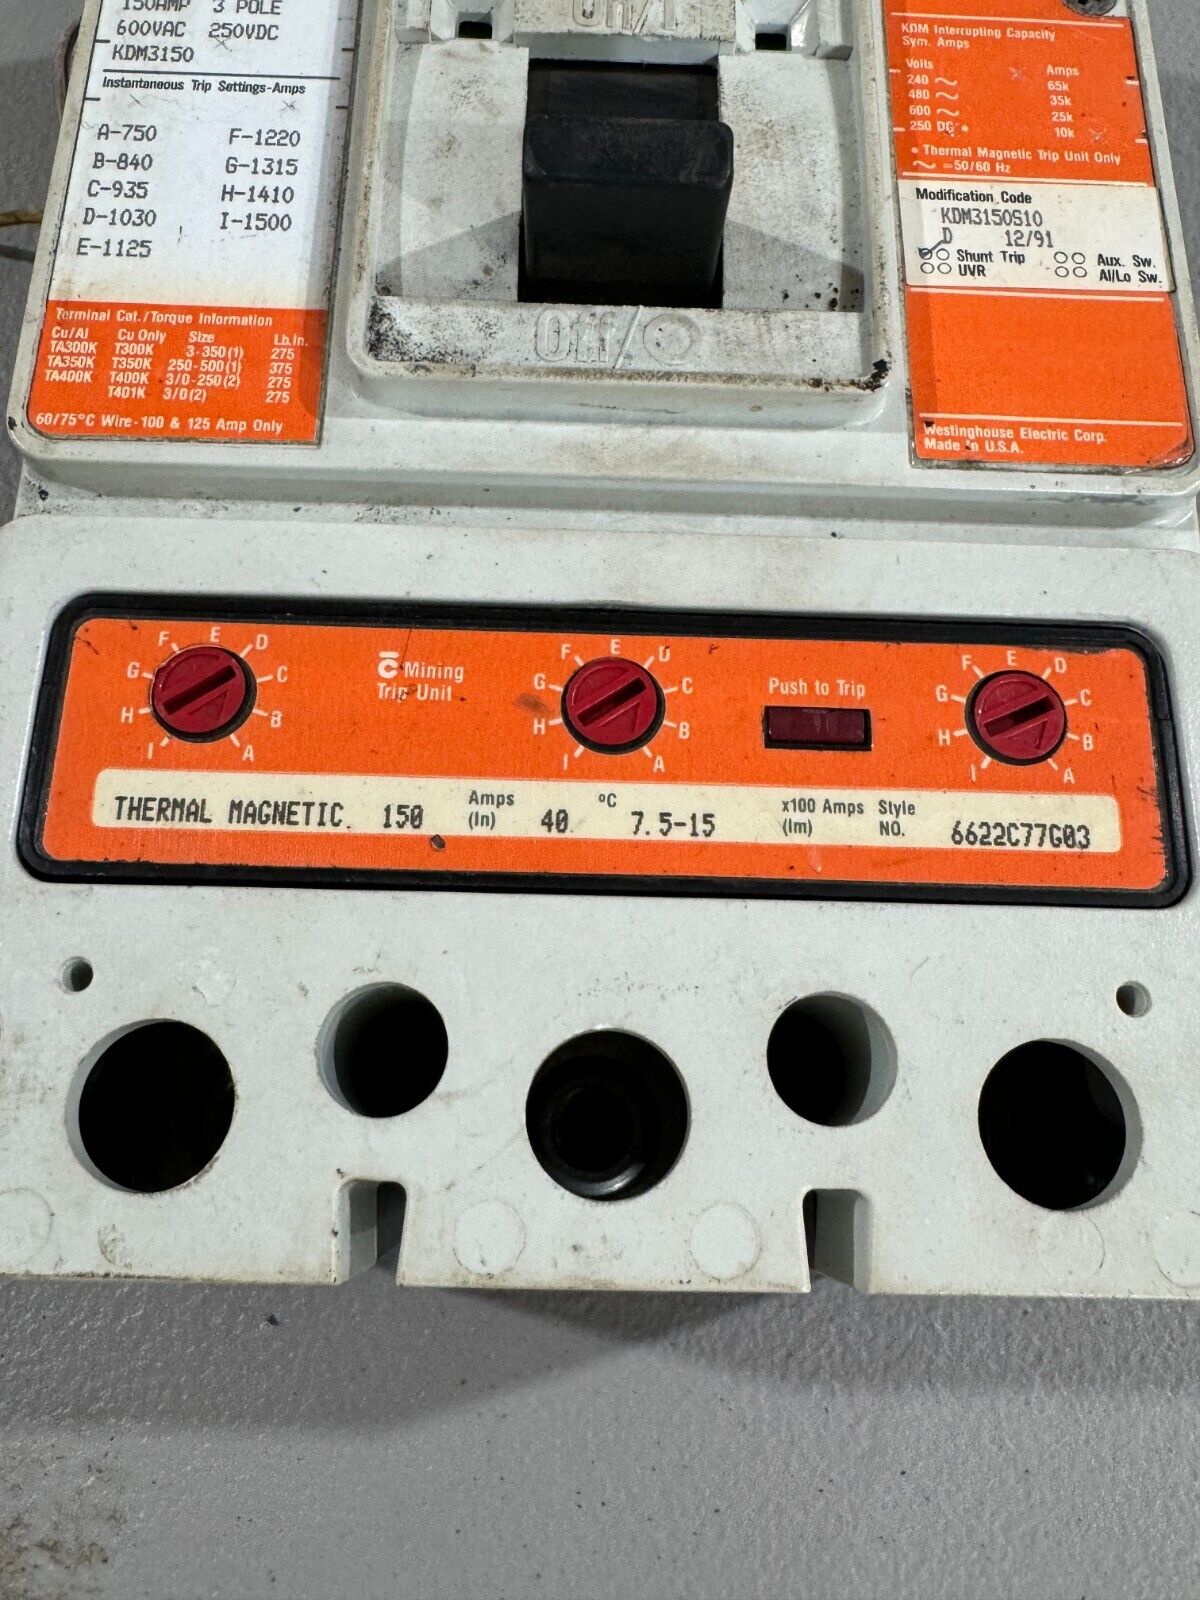 150AMP 3 POLE
600VAC 250VDC
KDM3150
Instantaneous Trip Settings-Amps
A-750 F-1220
B-840 G-1315
C-935 H-1410
D-1030 I-1500
E-1125
Terminal Cat./Torque Information
Cu/Al Cu Only Size Lb.In.
TA300K T300K 3-350(1) 275
TA350K T350K 250-500(1) 375
TA400K T400K 3/0-250(2) 275
T401K 3/0(2) 275
60/75°C Wire-100 & 125 Amp Only
On/I
Off/O
KDM Interrupting Capacity
Sym. Amps
Volts Amps
240 ~ 65k
480 ~ 35k
600 ~ 25k
250 DC • 10k
• Thermal Magnetic Trip Unit Only
~ =50/60 Hz
Modification Code
KDM3150S10
D 12/91
Shunt Trip Aux. Sw.
UVR Al/Lo Sw.
Westinghouse Electric Corp.
Made in U.S.A.
F E D
G C
H B
I A
C Mining
Trip Unit
F E D
G C
H B
I A
Push to Trip
F E D
G C
H B
I A
THERMAL MAGNETIC 150 Amps (In) 40 °C 7.5-15 x100 Amps (Im) Style NO. 6622C77G03